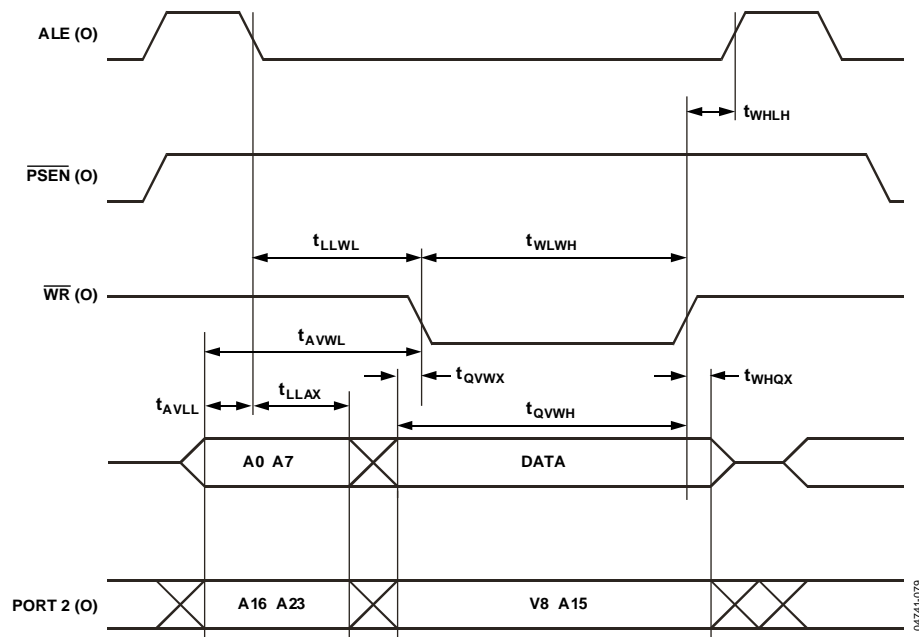 ALE (O)
tWHLH
PSEN (O)
tLLWL
tWLWH
WR (O)
tAVWL
tQVWX
tWHQX
tAVLL
tLLAX
tQVWH
A0 A7
DATA
PORT 2 (O)
A16 A23
V8 A15
04741-079